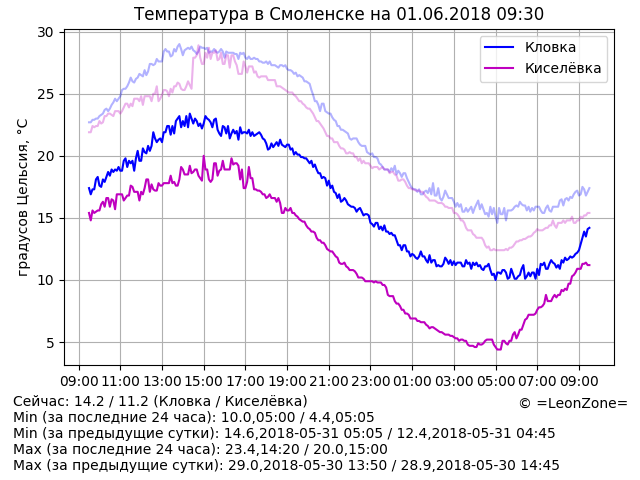 Температура в Смоленске на 01.06.2018 09:30
30
25
20
15
10
5
градусов Цельсия, °C
Кловка
Киселёвка
09:00 11:00 13:00 15:00 17:00 19:00 21:00 23:00 01:00 03:00 05:00 07:00 09:00
Сейчас: 14.2 / 11.2 (Кловка / Киселёвка)
© =LeonZone=
Min (за последние 24 часа): 10.0,05:00 / 4.4,05:05
Min (за предыдущие сутки): 14.6,2018-05-31 05:05 / 12.4,2018-05-31 04:45
Max (за последние 24 часа): 23.4,14:20 / 20.0,15:00
Max (за предыдущие сутки): 29.0,2018-05-30 13:50 / 28.9,2018-05-30 14:45